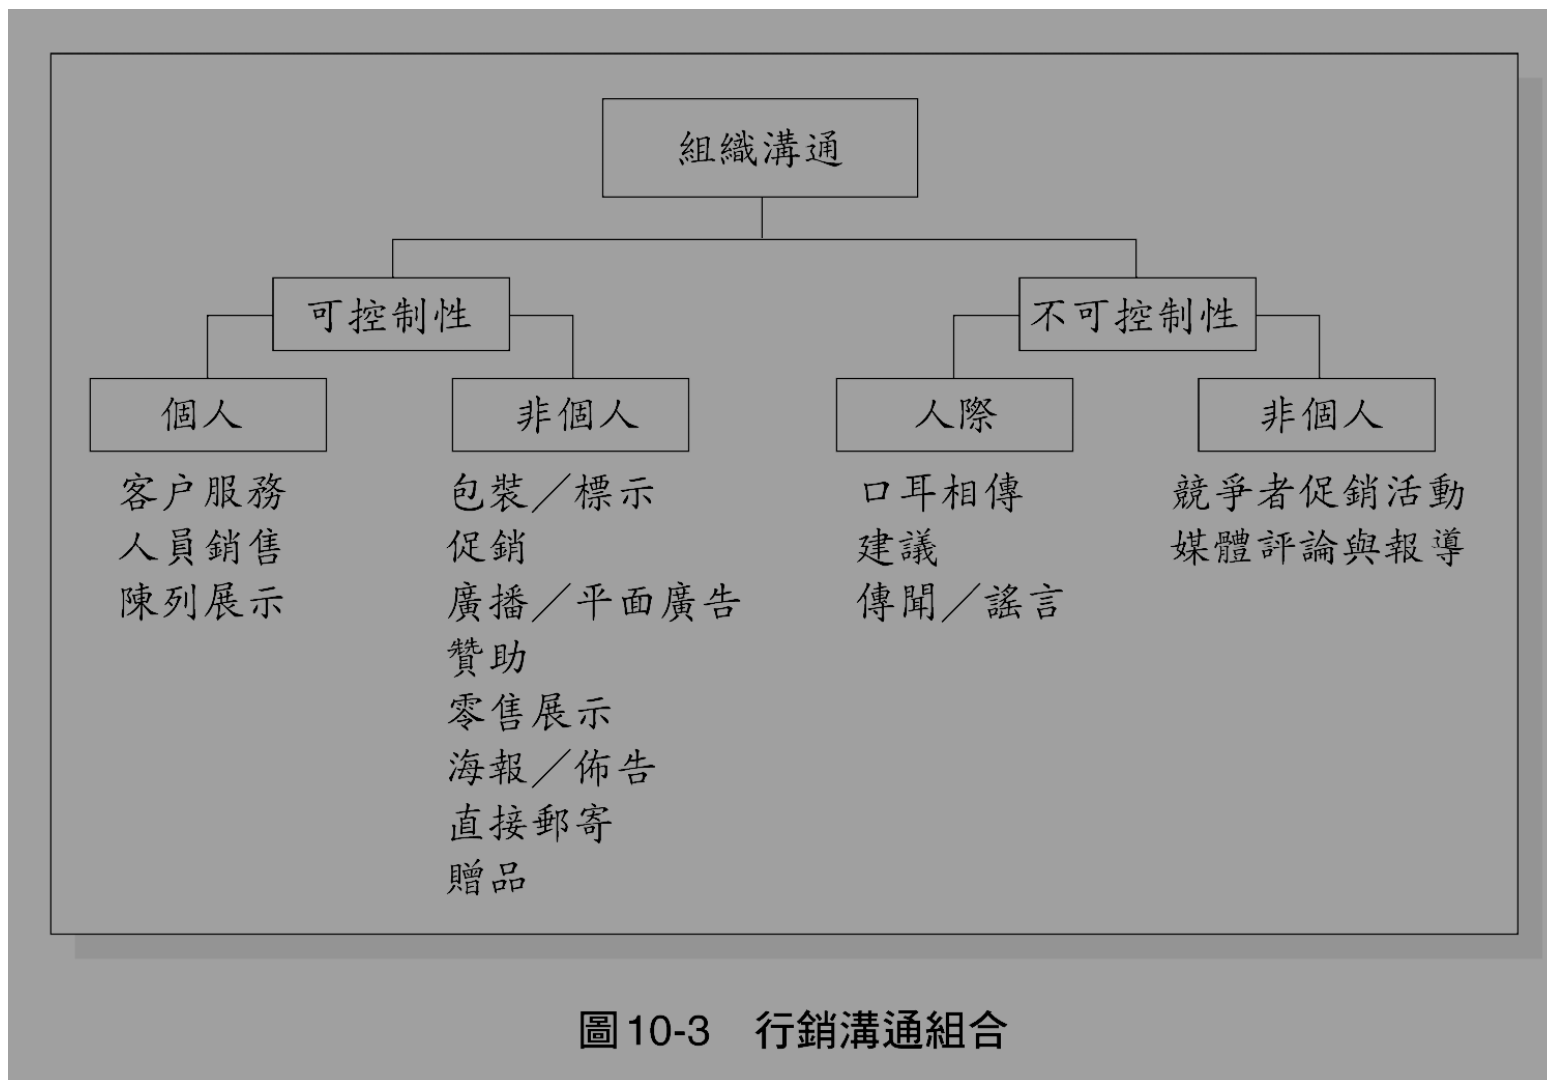 組織溝通
可控制性
不可控制性
個人
非個人
人際
非個人
客户服務
人員銷售
陳列展示
包裝／標示
促銷
廣播／平面廣告
贊助
零售展示
海報／佈告
直接郵寄
贈品
口耳相傳
建議
傳聞／謠言
競爭者促銷活動
媒體評論與報導
圖10-3　行銷溝通組合